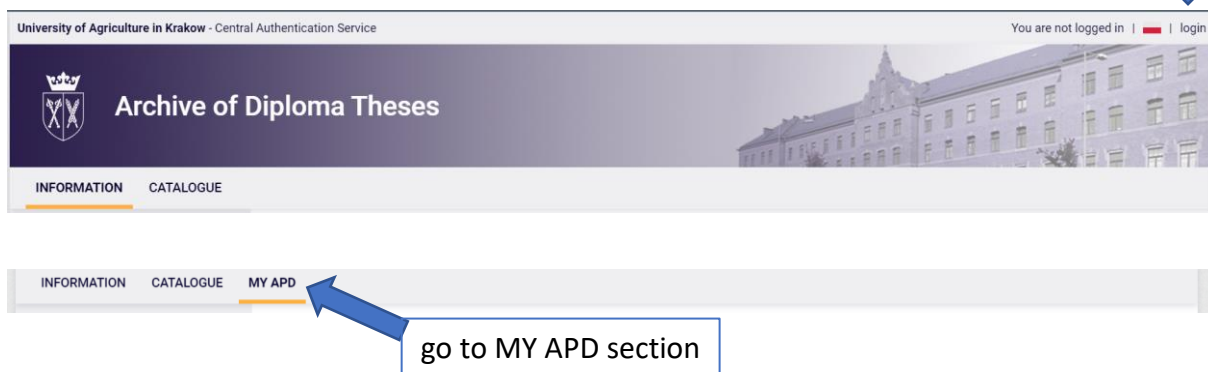 University of Agriculture in Krakow - Central Authentication Service
You are not logged in | | login
Archive of Diploma Theses
INFORMATION CATALOGUE
INFORMATION CATALOGUE MY APD
go to MY APD section